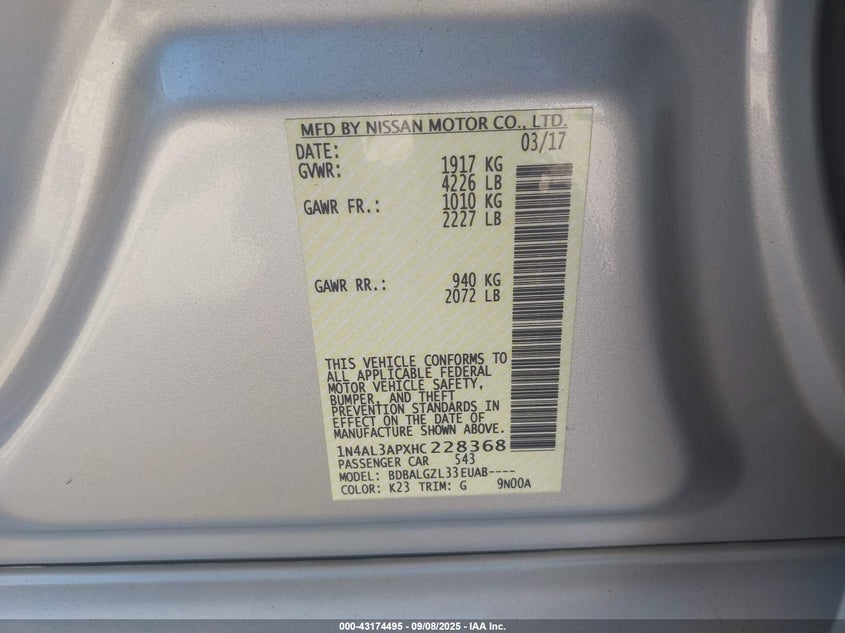 MFD BY NISSAN MOTOR CO., LTD.
DATE: 03/17
GVWR: 1917 KG
4226 LB
GAWR FR.: 1010 KG
2227 LB
GAWR RR.: 940 KG
2072 LB
THIS VEHICLE CONFORMS TO
ALL APPLICABLE FEDERAL
MOTOR VEHICLE SAFETY,
BUMPER, AND THEFT
PREVENTION STANDARDS IN
EFFECT ON THE DATE OF
MANUFACTURE SHOWN ABOVE.
1N4AL3APXHC228368
PASSENGER CAR 543
MODEL: BDBALGZL33EUAB----
COLOR: K23 TRIM: G 9N00A
000-43174495 - 09/08/2025 - IAA Inc.